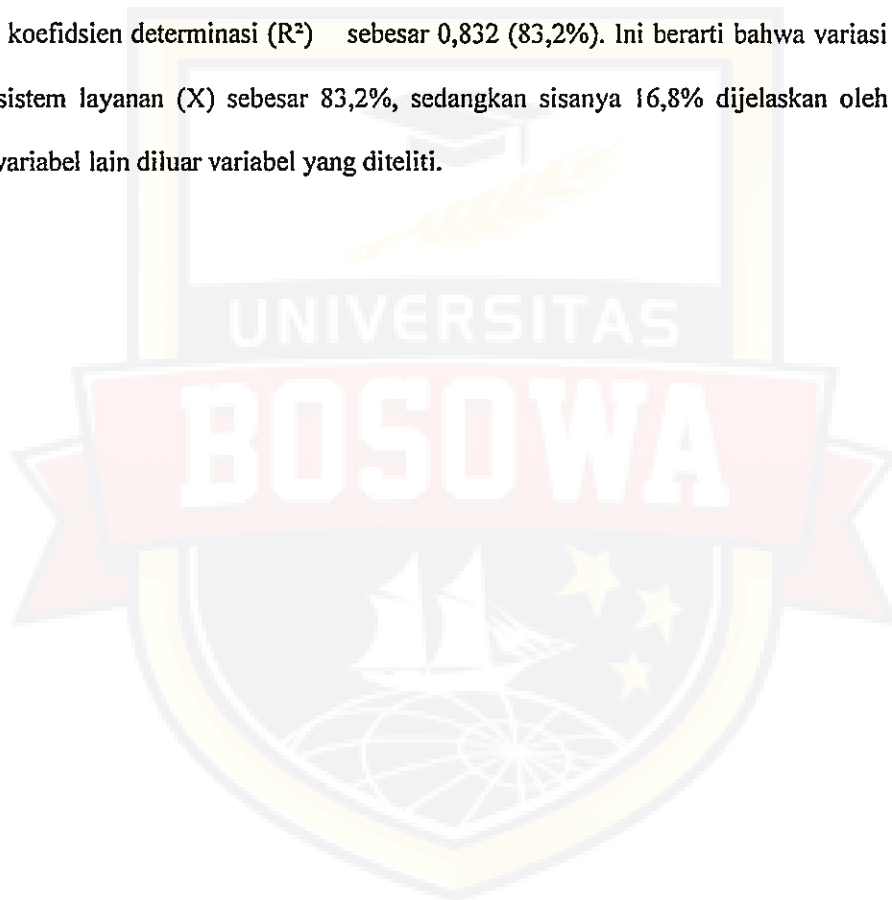 koefidsien determinasi (R²) sebesar 0,832 (83,2%). Ini berarti bahwa variasi
sistem layanan (X) sebesar 83,2%, sedangkan sisanya 16,8% dijelaskan oleh
variabel lain diluar variabel yang diteliti.
UNIVERSITAS
BOSOWA